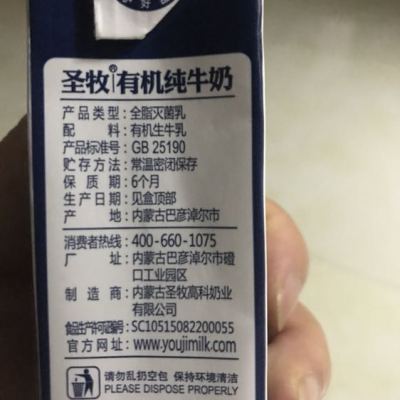 圣牧®有机纯牛奶
产品类型：全脂灭菌乳
配料：有机生牛乳
产品标准号：GB 25190
贮存方法：常温密闭保存
保质期：6个月
生产日期：见盒顶部
产地：内蒙古巴彦淖尔市
消费者热线：400-660-1075
厂址：内蒙古巴彦淖尔市磴
口工业园区
制造商：内蒙古圣牧高科奶业
有限公司
食品生产许可证编号：SC10515082200055
官方网址：www.youjimilk.com
请勿乱扔空包 保持环境清洁
PLEASE DISPOSE PROPERLY